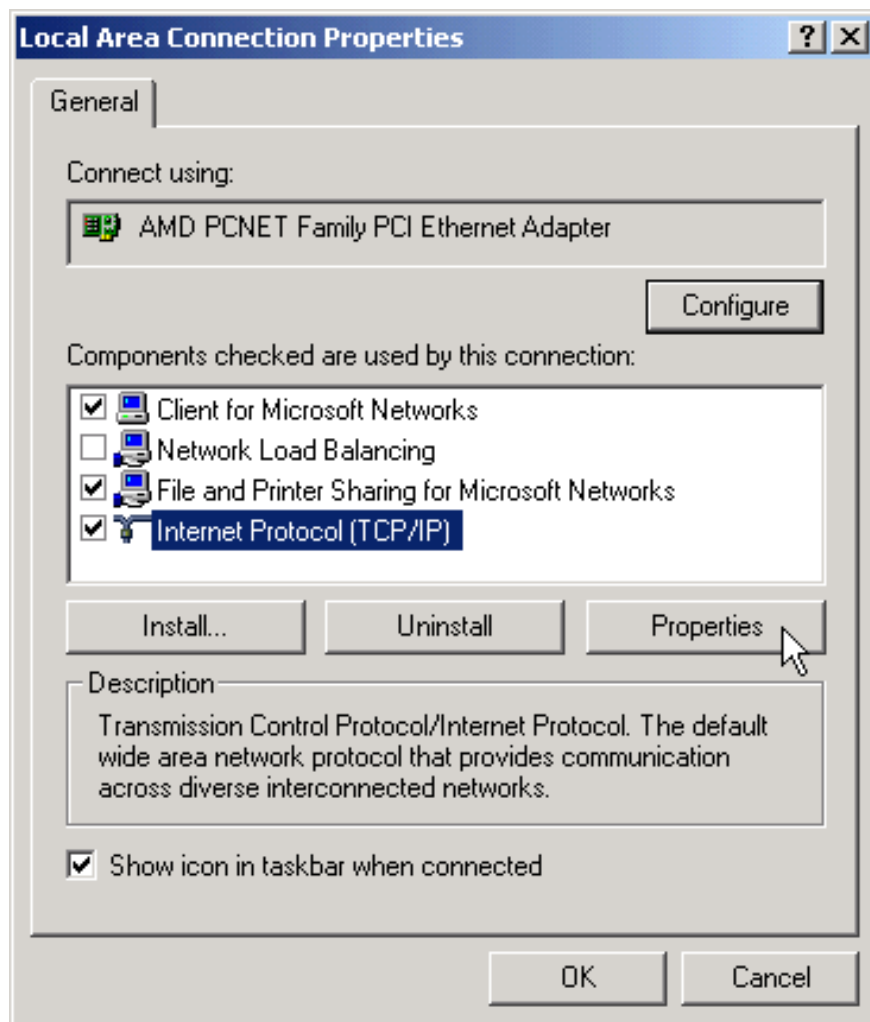 Local Area Connection Properties
?
General
Connect using:
AMD PCNET Family PCI Ethernet Adapter
Configure
Components checked are used by this connection:
Client for Microsoft Networks
Network Load Balancing
File and Printer Sharing for Microsoft Networks
Internet Protocol (TCP/IP)
Install... Uninstall Properties
Description
Transmission Control Protocol/Internet Protocol. The default
wide area network protocol that provides communication
across diverse interconnected networks.
Show icon in taskbar when connected
OK Cancel